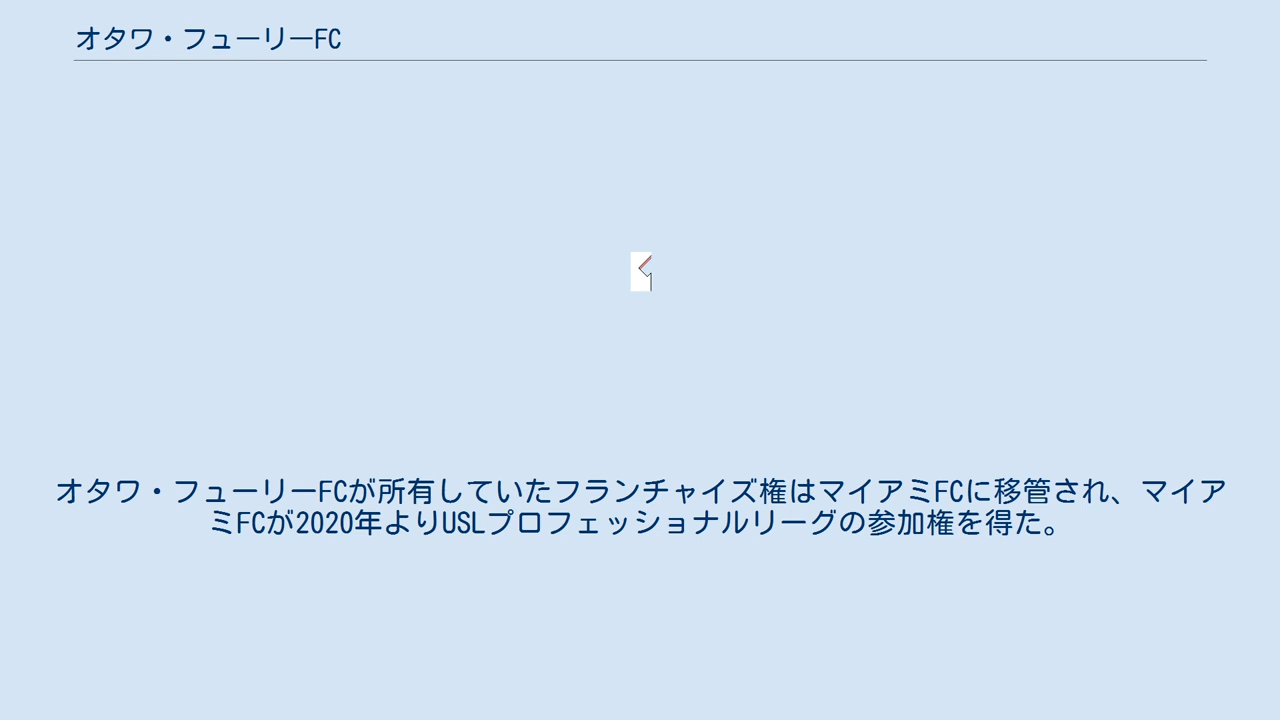 オタワ・フューリーFC
オタワ・フューリーFCが所有していたフランチャイズ権はマイアミFCに移管され、マイア
ミFCが2020年よりUSLプロフェッショナルリーグの参加権を得た。